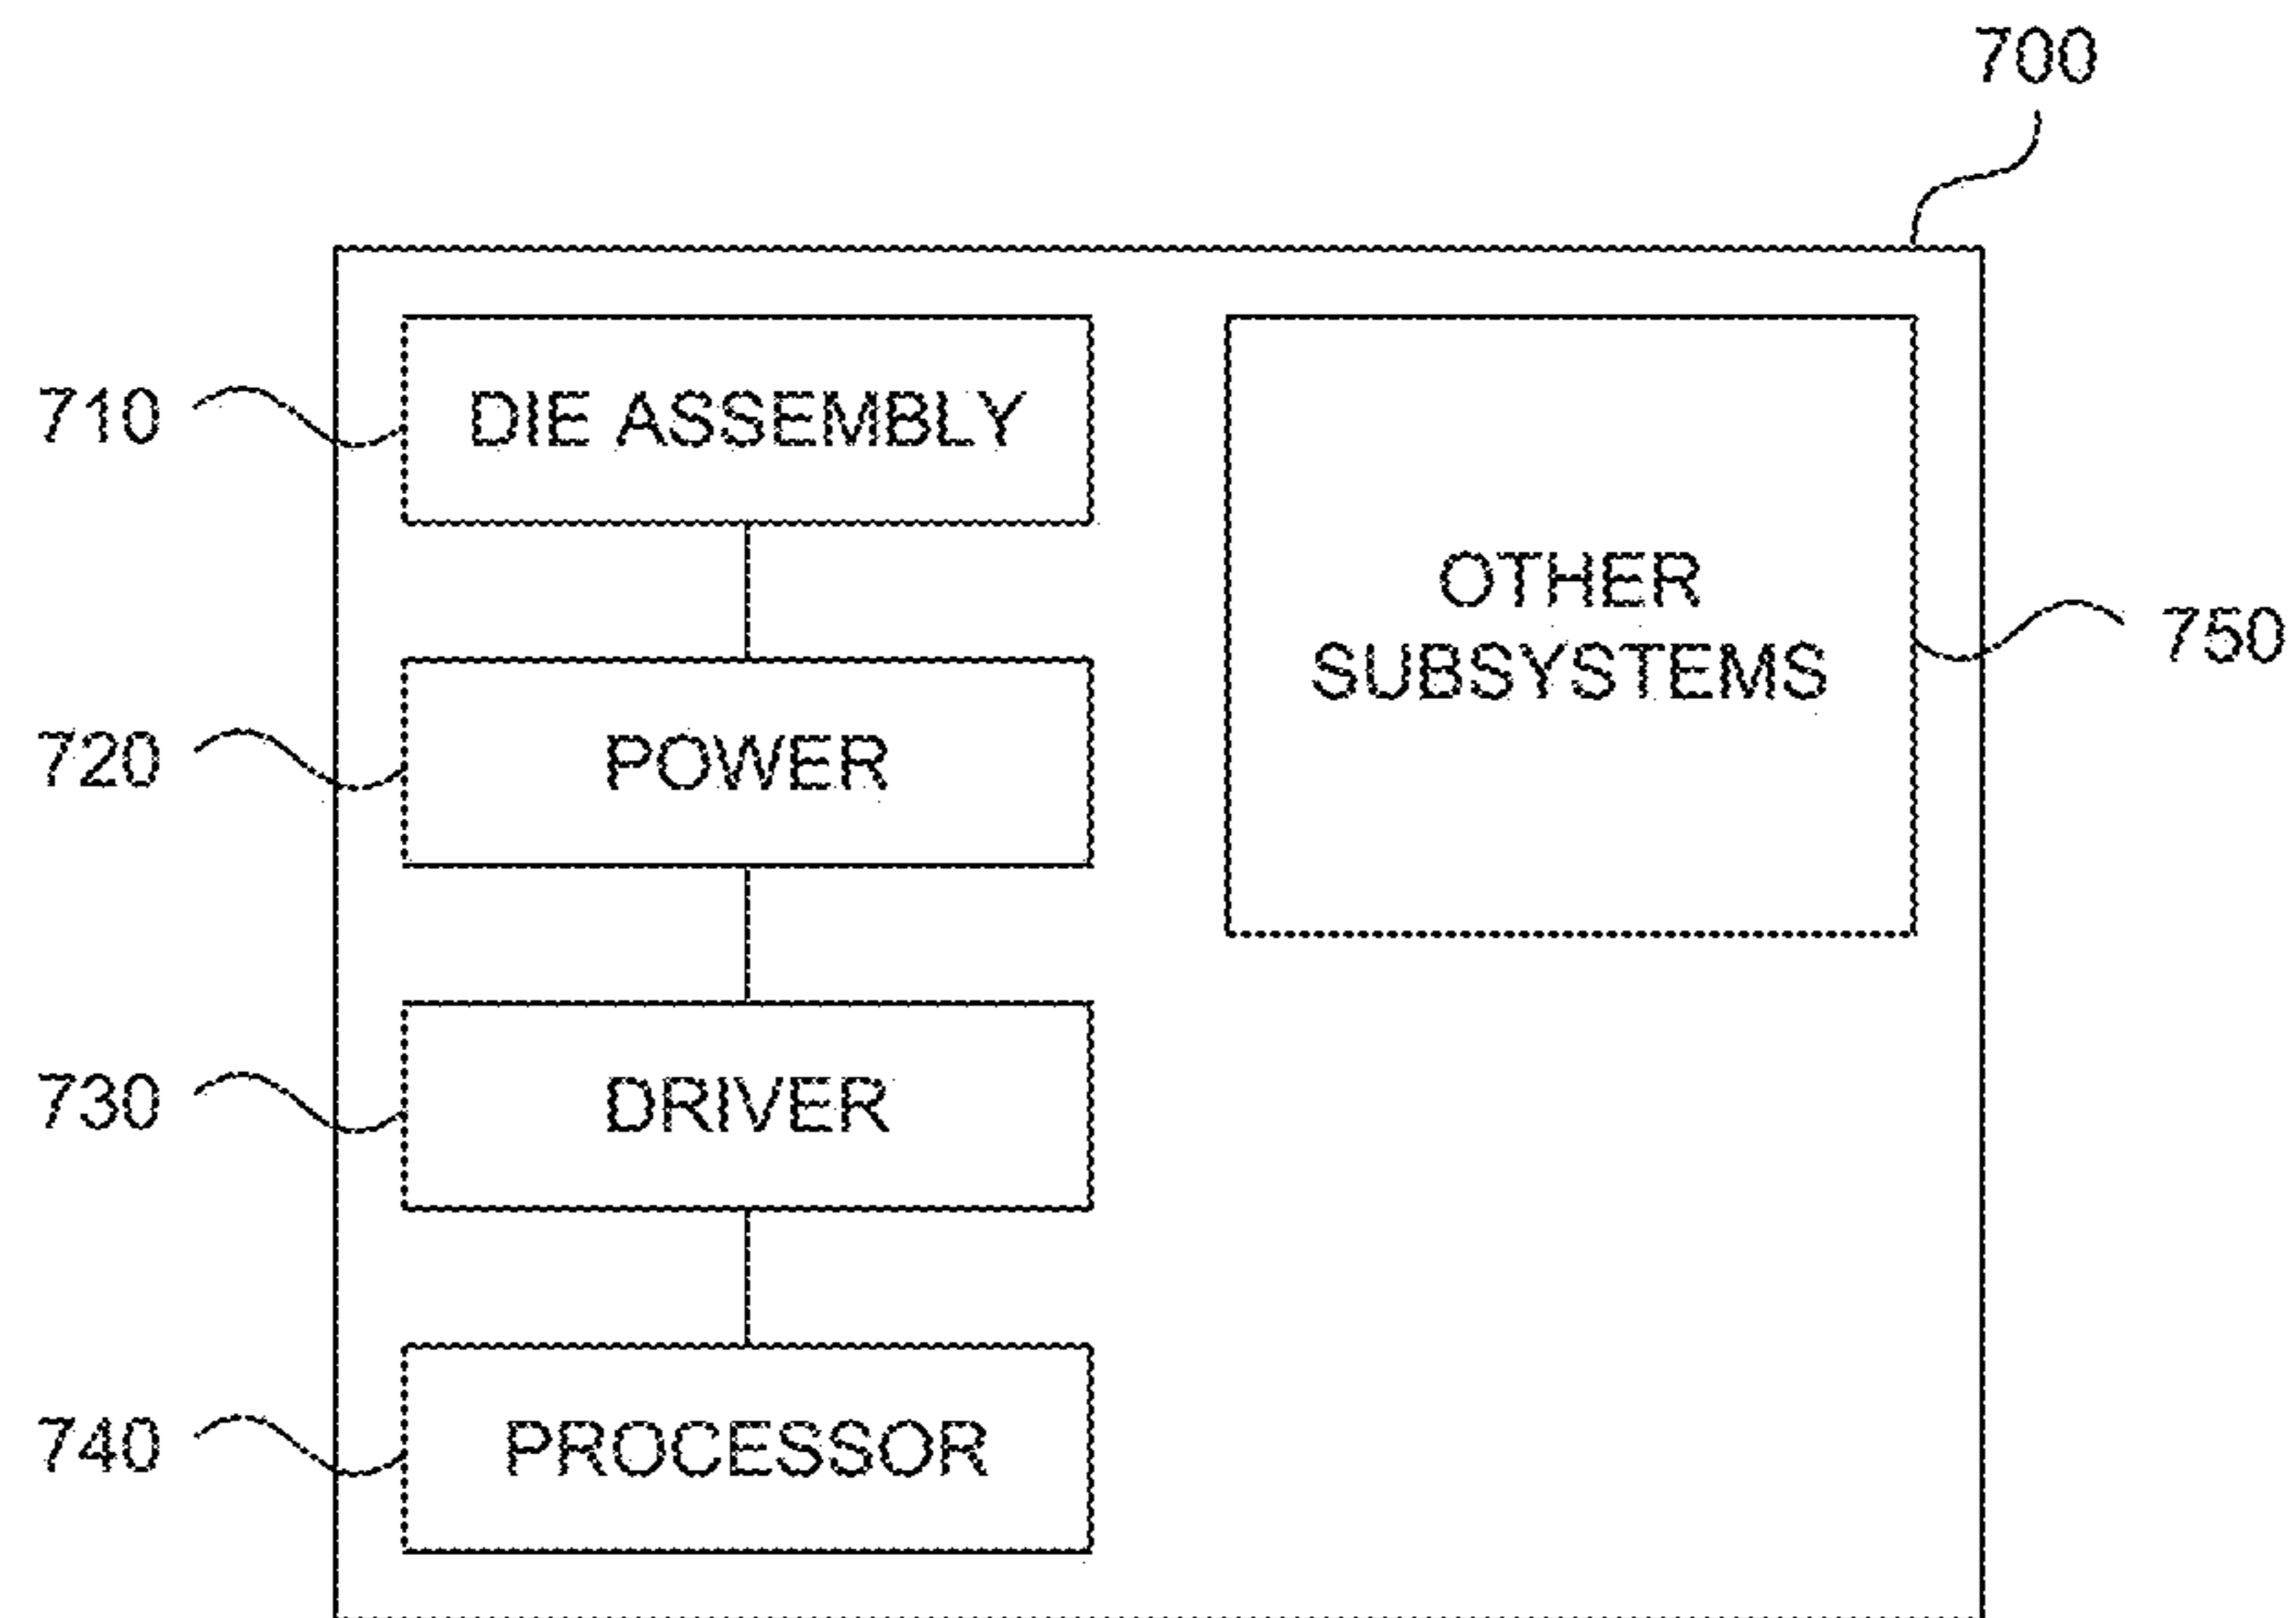 700
710
DIE ASSEMBLY
OTHER
SUBSYSTEMS
750
720
POWER
730
DRIVER
740
PROCESSOR